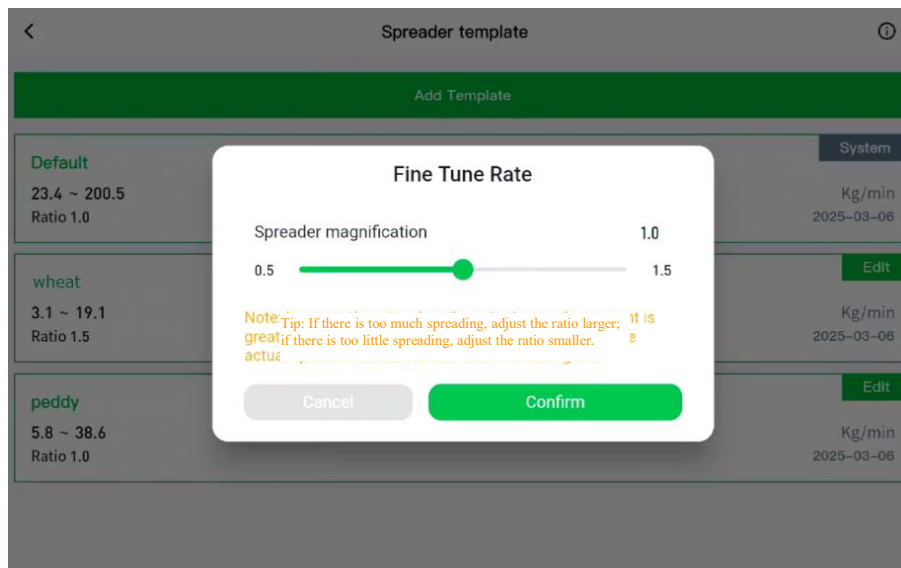 Spreader template
Add Template
Default
System
23.4 ~ 200.5
Kg/min
Ratio 1.0
2025-03-06
Fine Tune Rate
Spreader magnification
1.0
0.5
1.5
wheat
Edit
3.1 ~ 19.1
Kg/min
Ratio 1.5
2025-03-06
Note:
Tip: If there is too much spreading, adjust the ratio larger;
is
if there is too little spreading, adjust the ratio smaller.
Cancel
Confirm
peddy
Edit
5.8 ~ 38.6
Kg/min
Ratio 1.0
2025-03-06